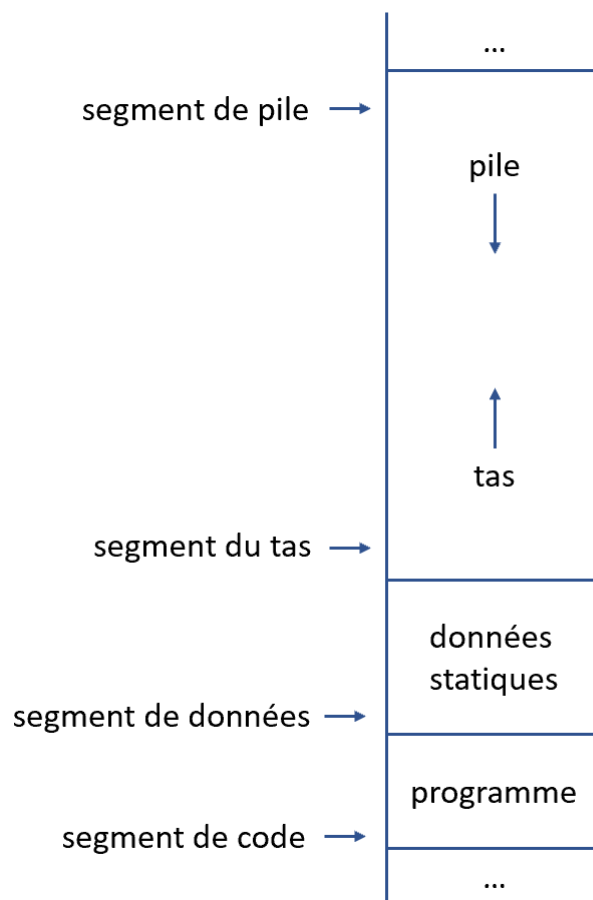 ...
segment de pile
pile
tas
segment du tas
données
statiques
segment de données
programme
segment de code
...